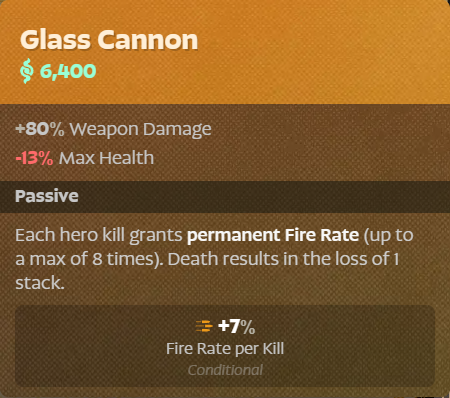 Glass Cannon
6,400
+80% Weapon Damage
-13% Max Health
Passive
Each hero kill grants permanent Fire Rate (up to
a max of 8 times). Death results in the loss of 1
stack.
+7%
Fire Rate per Kill
Conditional